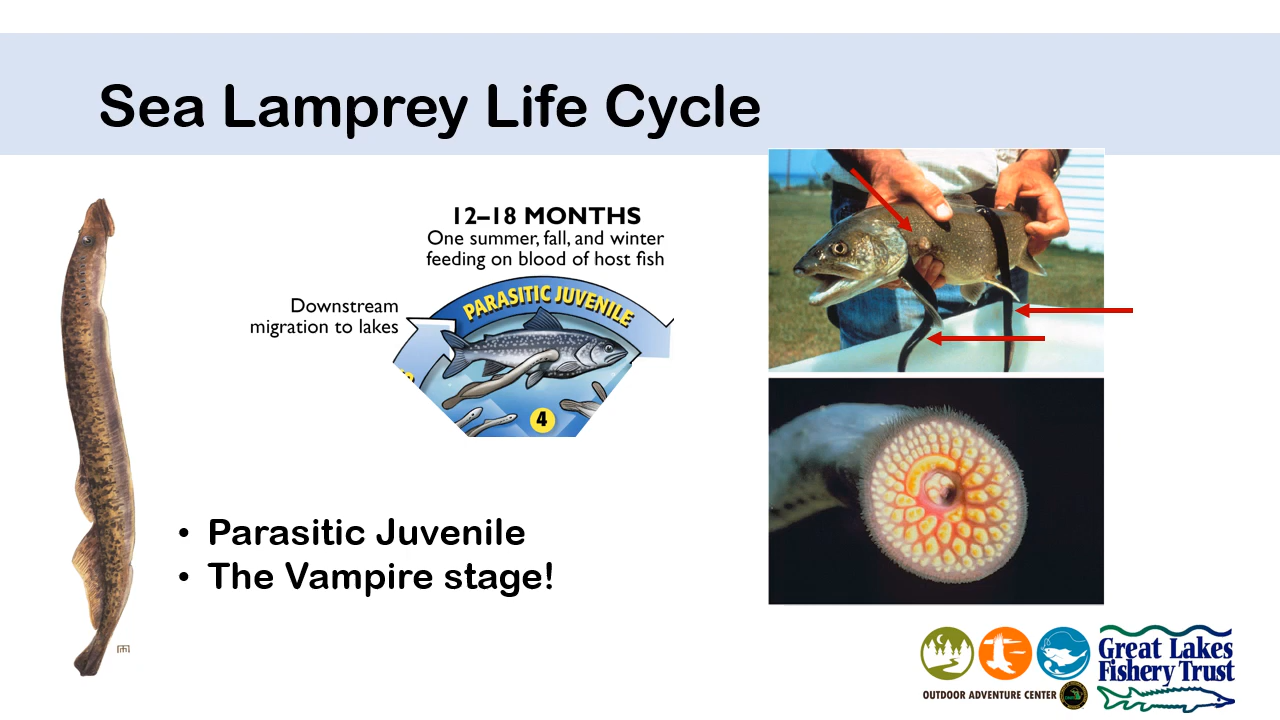 Sea Lamprey Life Cycle
12–18 MONTHS
One summer, fall, and winter
feeding on blood of host fish
Downstream
migration to lakes
PARASITIC JUVENILE
4
• Parasitic Juvenile
• The Vampire stage!
OUTDOOR ADVENTURE CENTER
Great Lakes
Fishery Trust